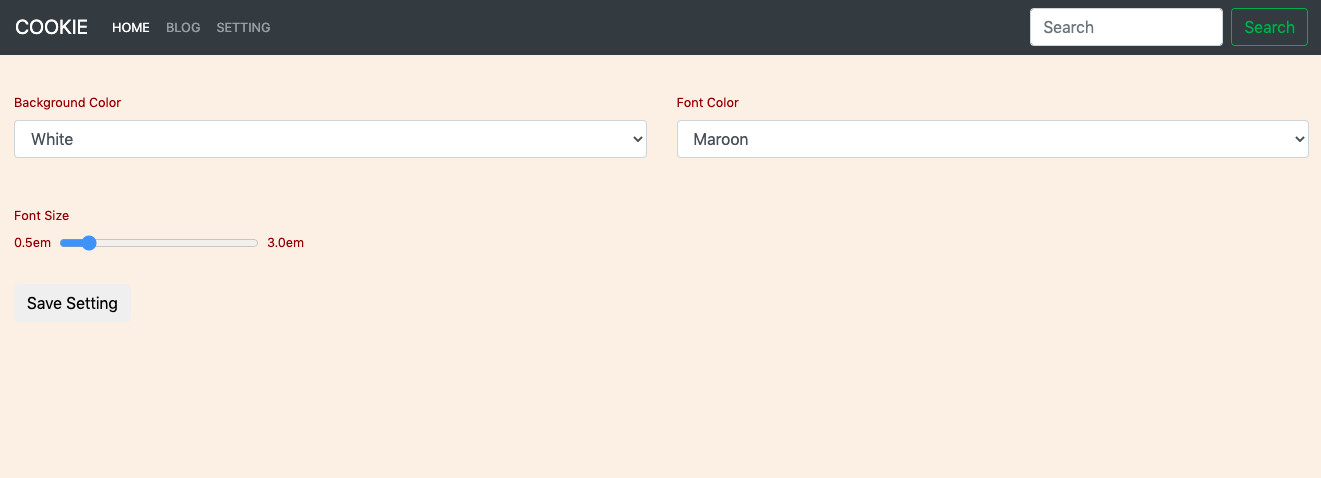 COOKIE HOME BLOG SETTING Search Search
Background Color Font Color
White Maroon
Font Size
0.5em 3.0em
Save Setting